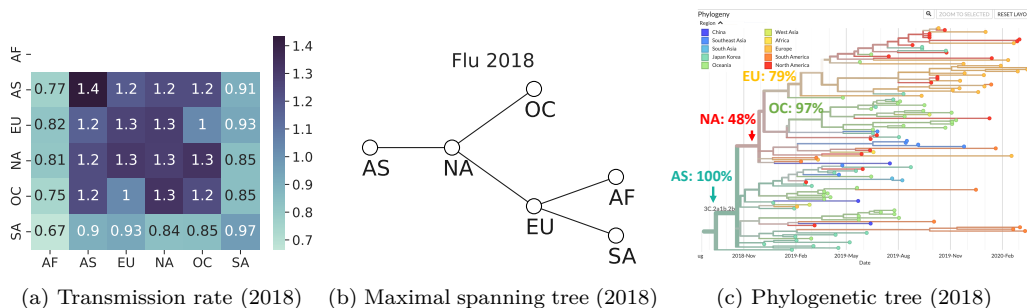 AF
AS 0.77 1.4 1.2 1.2 1.2 0.91
EU 0.82 1.2 1.3 1.3 1 0.93
NA 0.81 1.2 1.3 1.3 1.3 0.85
OC 0.75 1.2 1 1.3 1.2 0.85
SA 0.67 0.9 0.93 0.84 0.85 0.97
AF AS EU NA OC SA
1.4
1.3
1.2
1.1
1.0
0.9
0.8
0.7
(a) Transmission rate (2018)
Flu 2018
OC
AS
NA
AF
EU
SA
(b) Maximal spanning tree (2018)
Phylogeny
ZOOM TO SELECTED
RESET LAYO
Region
China
Southeast Asia
South Asia
Japan Korea
Oceania
West Asia
Africa
Europe
South America
North America
EU: 79%
OC: 97%
NA: 48%
AS: 100%
3C.2a1b.2b
ug 2018-Nov 2019-Feb 2019-May 2019-Aug 2019-Nov 2020-Feb
Date
(c) Phylogenetic tree (2018)